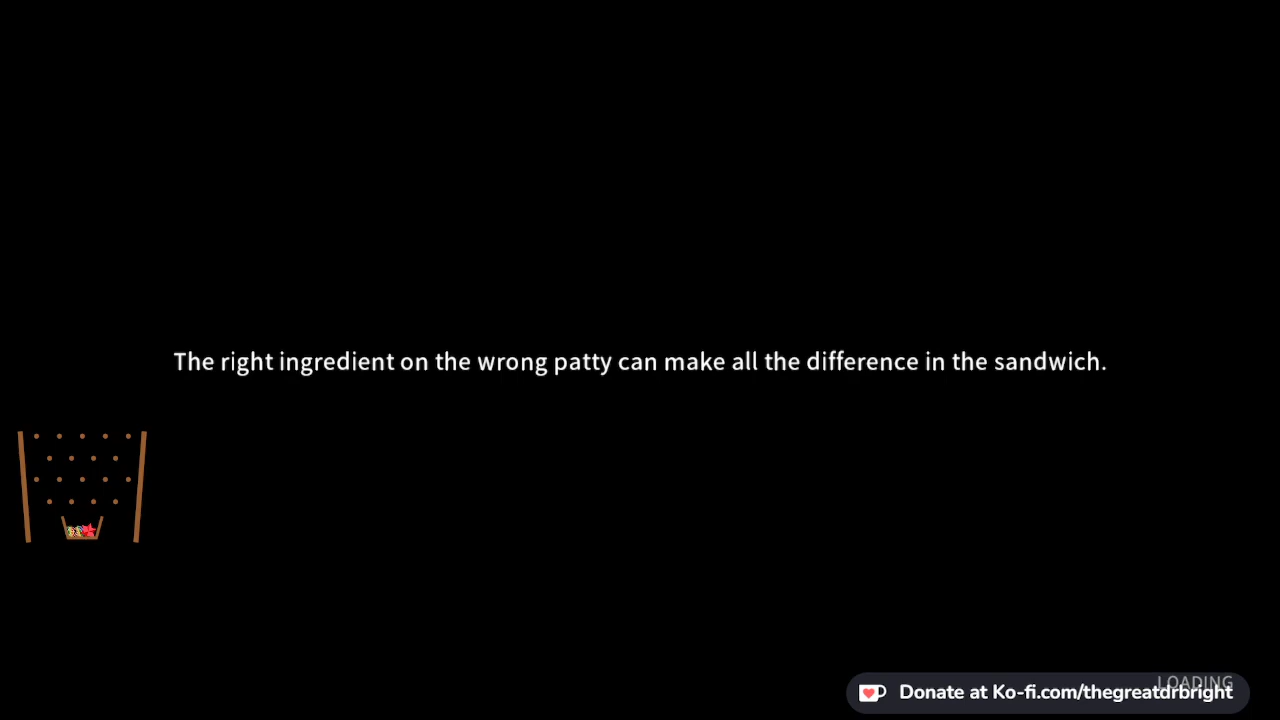 The right ingredient on the wrong patty can make all the difference in the sandwich.
LOADING
Donate at Ko-fi.com/thegreatdrbright